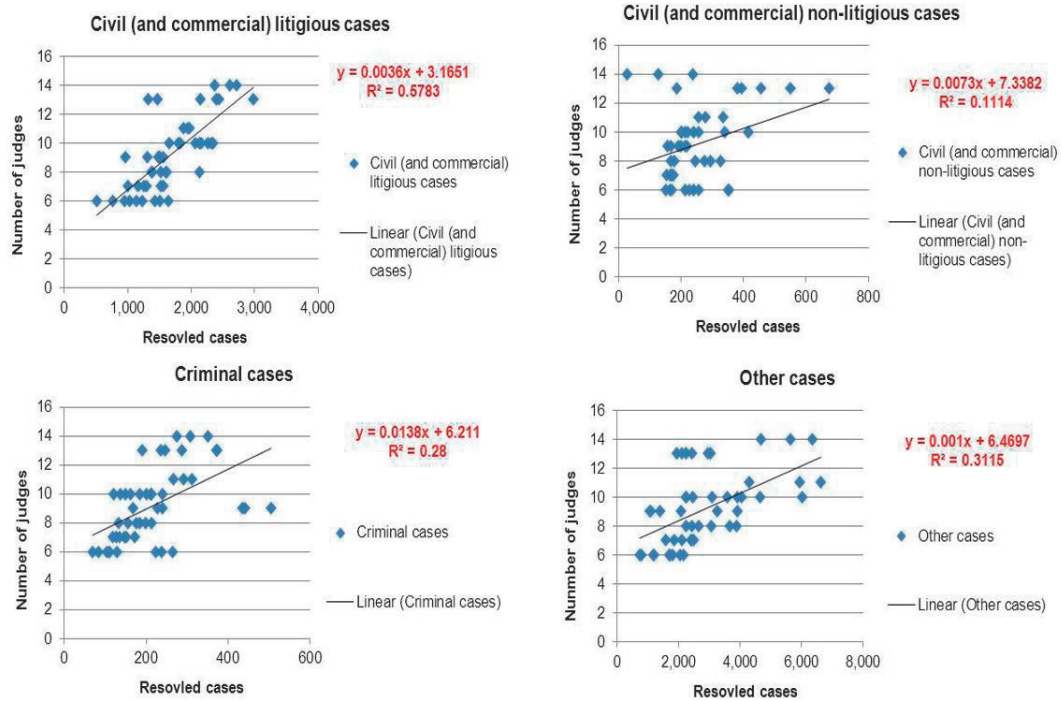 Civil (and commercial) litigious cases
Number of judges
16
14
12
10
8
6
4
2
0
0
1,000
2,000
3,000
4,000
Resovled cases
y = 0.0036x + 3.1651
R² = 0.5783
Civil (and commercial)
litigious cases
Linear (Civil (and
commercial) litigious
cases)
Civil (and commercial) non-litigious cases
Number of judges
16
14
12
10
8
6
4
2
0
0
200
400
600
800
Resovled cases
y = 0.0073x + 7.3382
R² = 0.1114
Civil (and commercial)
non-litigious cases
Linear (Civil (and
commercial) non-
litigious cases)
Criminal cases
Number of judges
16
14
12
10
8
6
4
2
0
0
200
400
600
Resovled cases
y = 0.0138x + 6.211
R² = 0.28
Criminal cases
Linear (Criminal cases)
Other cases
Nunmber of judges
16
14
12
10
8
6
4
2
0
0
2,000
4,000
6,000
8,000
Resovled cases
y = 0.001x + 6.4697
R² = 0.3115
Other cases
Linear (Other cases)